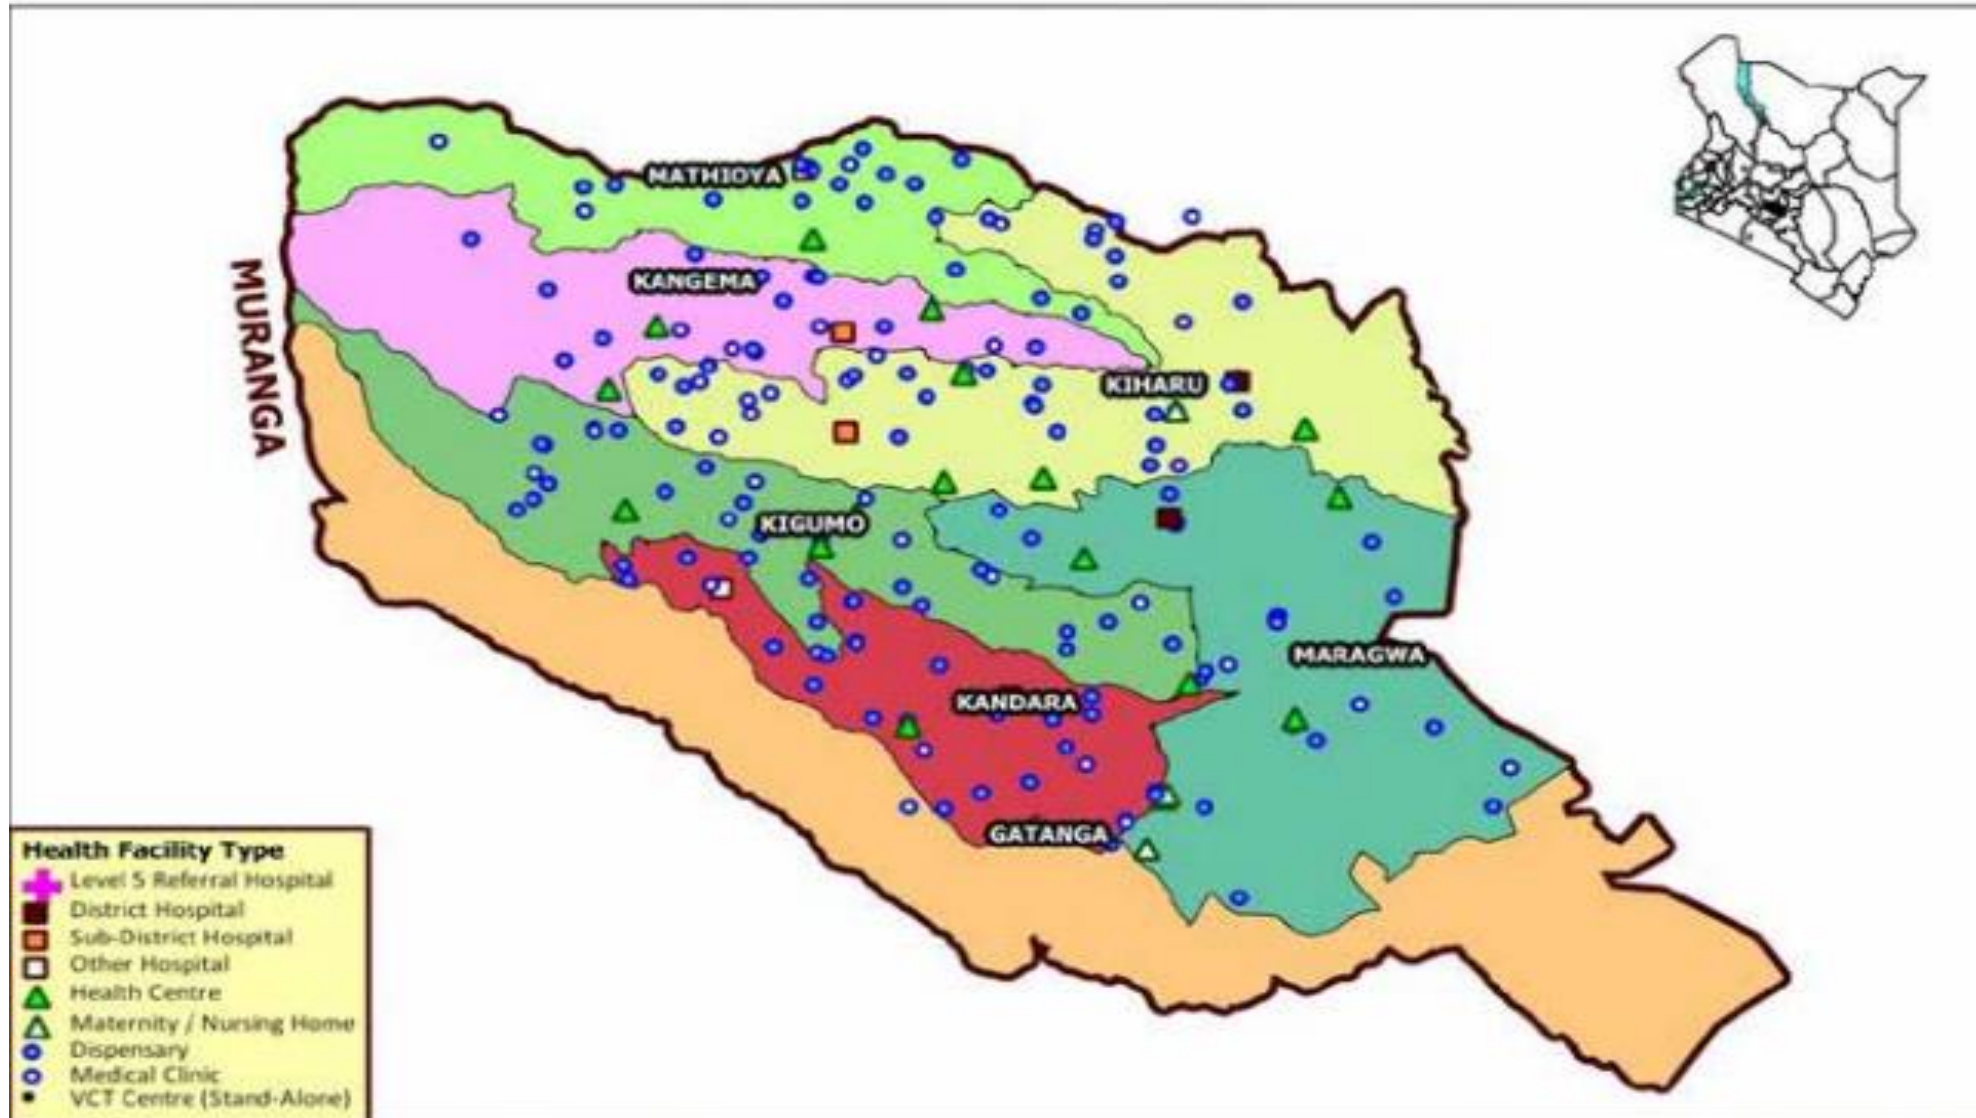 MATHIOYA
MURANGA
KANGEMA
KIHARU
KIGUMO
MARAGWA
KANDARA
GATANGA
Health Facility Type
Level 5 Referral Hospital
District Hospital
Sub-District Hospital
Other Hospital
Health Centre
Maternity / Nursing Home
Dispensary
Medical Clinic
VCT Centre (Stand-Alone)